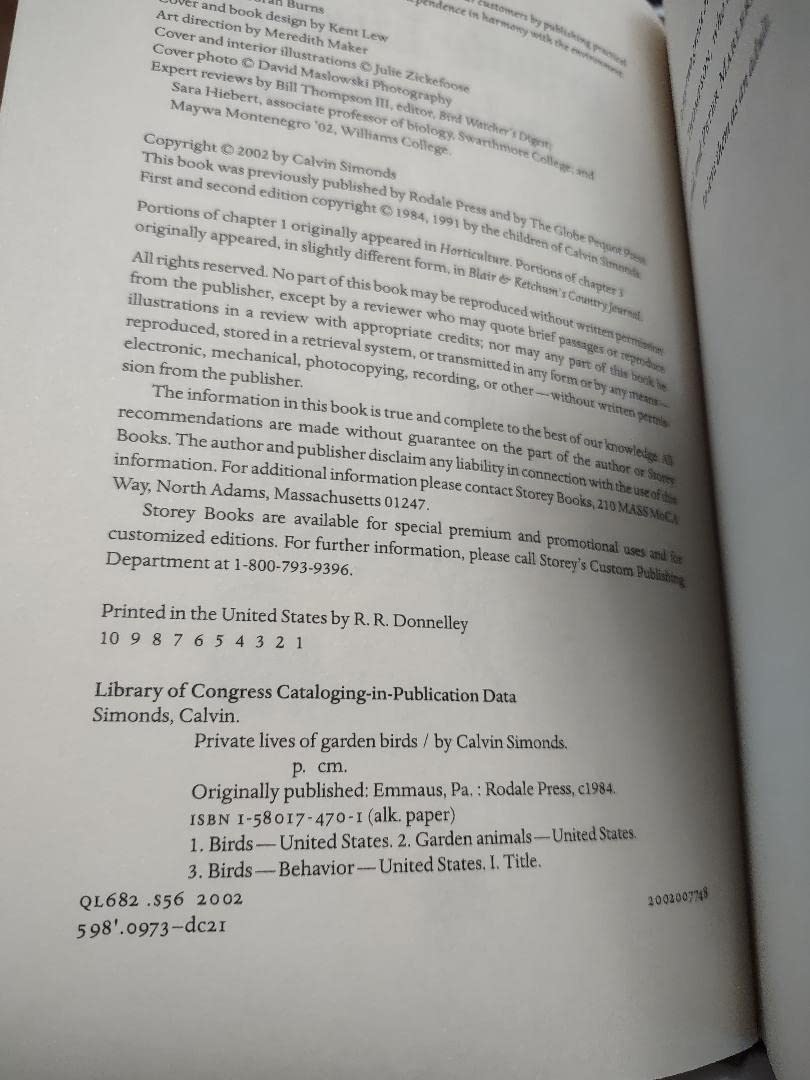 Burns
customers by publishing practical
ependence in harmony with the environment
Cover and book design by Kent Lew
Art direction by Meredith Maker
Cover and interior illustrations © Julie Zickefoose
Cover photo © David Maslowski Photography
Expert reviews by Bill Thompson III, editor, Bird Watcher's Digest;
Sara Hiebert, associate professor of biology, Swarthmore College; and
Maywa Montenegro '02, Williams College.
Copyright © 2002 by Calvin Simonds
This book was previously published by Rodale Press and by The Globe Pequot Press
First and second edition copyright © 1984, 1991 by the children of Calvin Simonds
Portions of chapter 1 originally appeared in Horticulture. Portions of chapter 3
originally appeared, in slightly different form, in Blair & Ketchum's Country Journal.
All rights reserved. No part of this book may be reproduced without written permission
from the publisher, except by a reviewer who may quote brief passages or reproduce
illustrations in a review with appropriate credits; nor may any part of this book be
reproduced, stored in a retrieval system, or transmitted in any form or by any means—
electronic, mechanical, photocopying, recording, or other—without written permis-
sion from the publisher.
The information in this book is true and complete to the best of our knowledge. All
recommendations are made without guarantee on the part of the author or Storey
Books. The author and publisher disclaim any liability in connection with the use of this
information. For additional information please contact Storey Books, 210 MASS MoCA
Way, North Adams, Massachusetts 01247.
Storey Books are available for special premium and promotional uses and for
customized editions. For further information, please call Storey's Custom Publishing
Department at 1-800-793-9396.
Printed in the United States by R. R. Donnelley
10 9 8 7 6 5 4 3 2 1
Library of Congress Cataloging-in-Publication Data
Simonds, Calvin.
Private lives of garden birds / by Calvin Simonds.
p. cm.
Originally published: Emmaus, Pa. : Rodale Press, c1984.
ISBN 1-58017-470-1 (alk. paper)
1. Birds—United States. 2. Garden animals—United States.
3. Birds—Behavior—United States. I. Title.
QL682 .S56 2002
2002007748
598'.0973–dc21